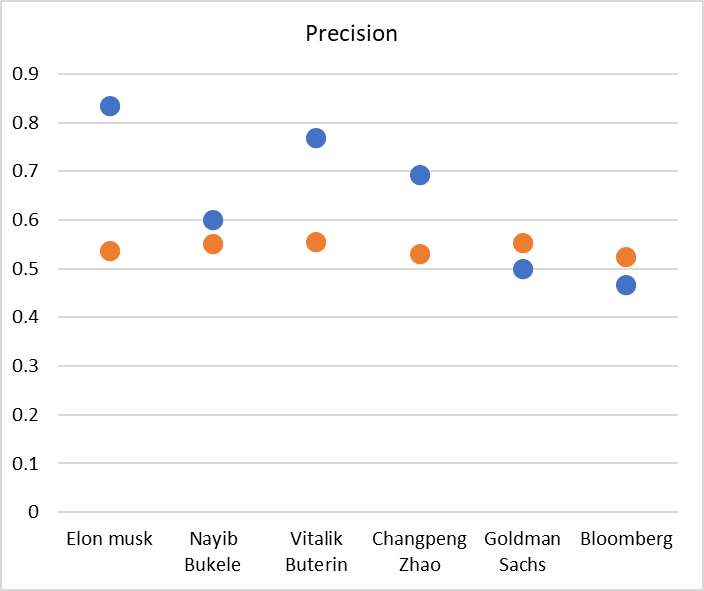 Precision
0.9
0.8
0.7
0.6
0.5
0.4
0.3
0.2
0.1
0
Elon musk
Nayib
Bukele
Vitalik
Buterin
Changpeng
Zhao
Goldman
Sachs
Bloomberg